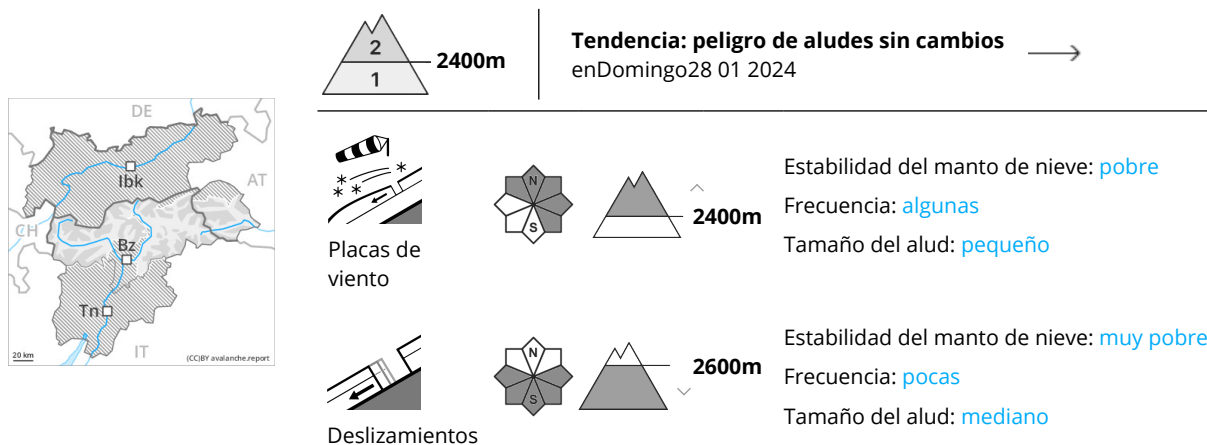 2
1
2400m
Tendencia: peligro de aludes sin cambios
enDomingo28 01 2024
DE
Ibk
AT
CH
Bz
Tn
IT
20 km
(CC)BY avalanche.report
N
S
2400m
Placas de
viento
Estabilidad del manto de nieve: pobre
Frecuencia: algunas
Tamaño del alud: pequeño
N
S
2600m
Deslizamientos
Estabilidad del manto de nieve: muy pobre
Frecuencia: pocas
Tamaño del alud: mediano